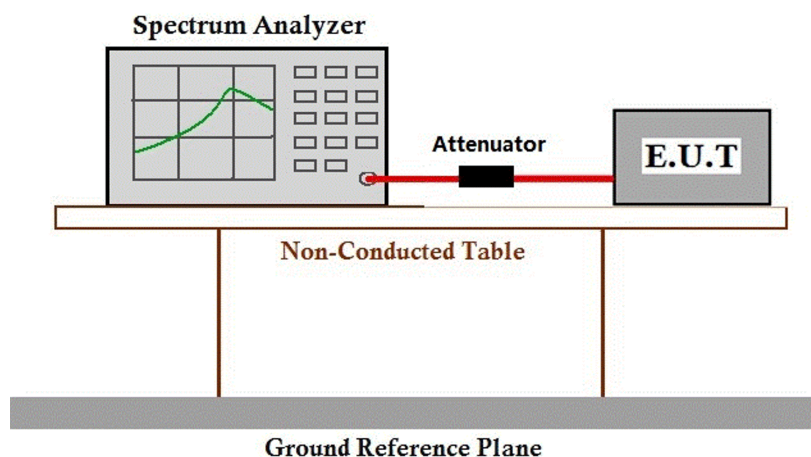 Spectrum Analyzer
Attenuator
E.U.T
Non-Conducted Table
Ground Reference Plane